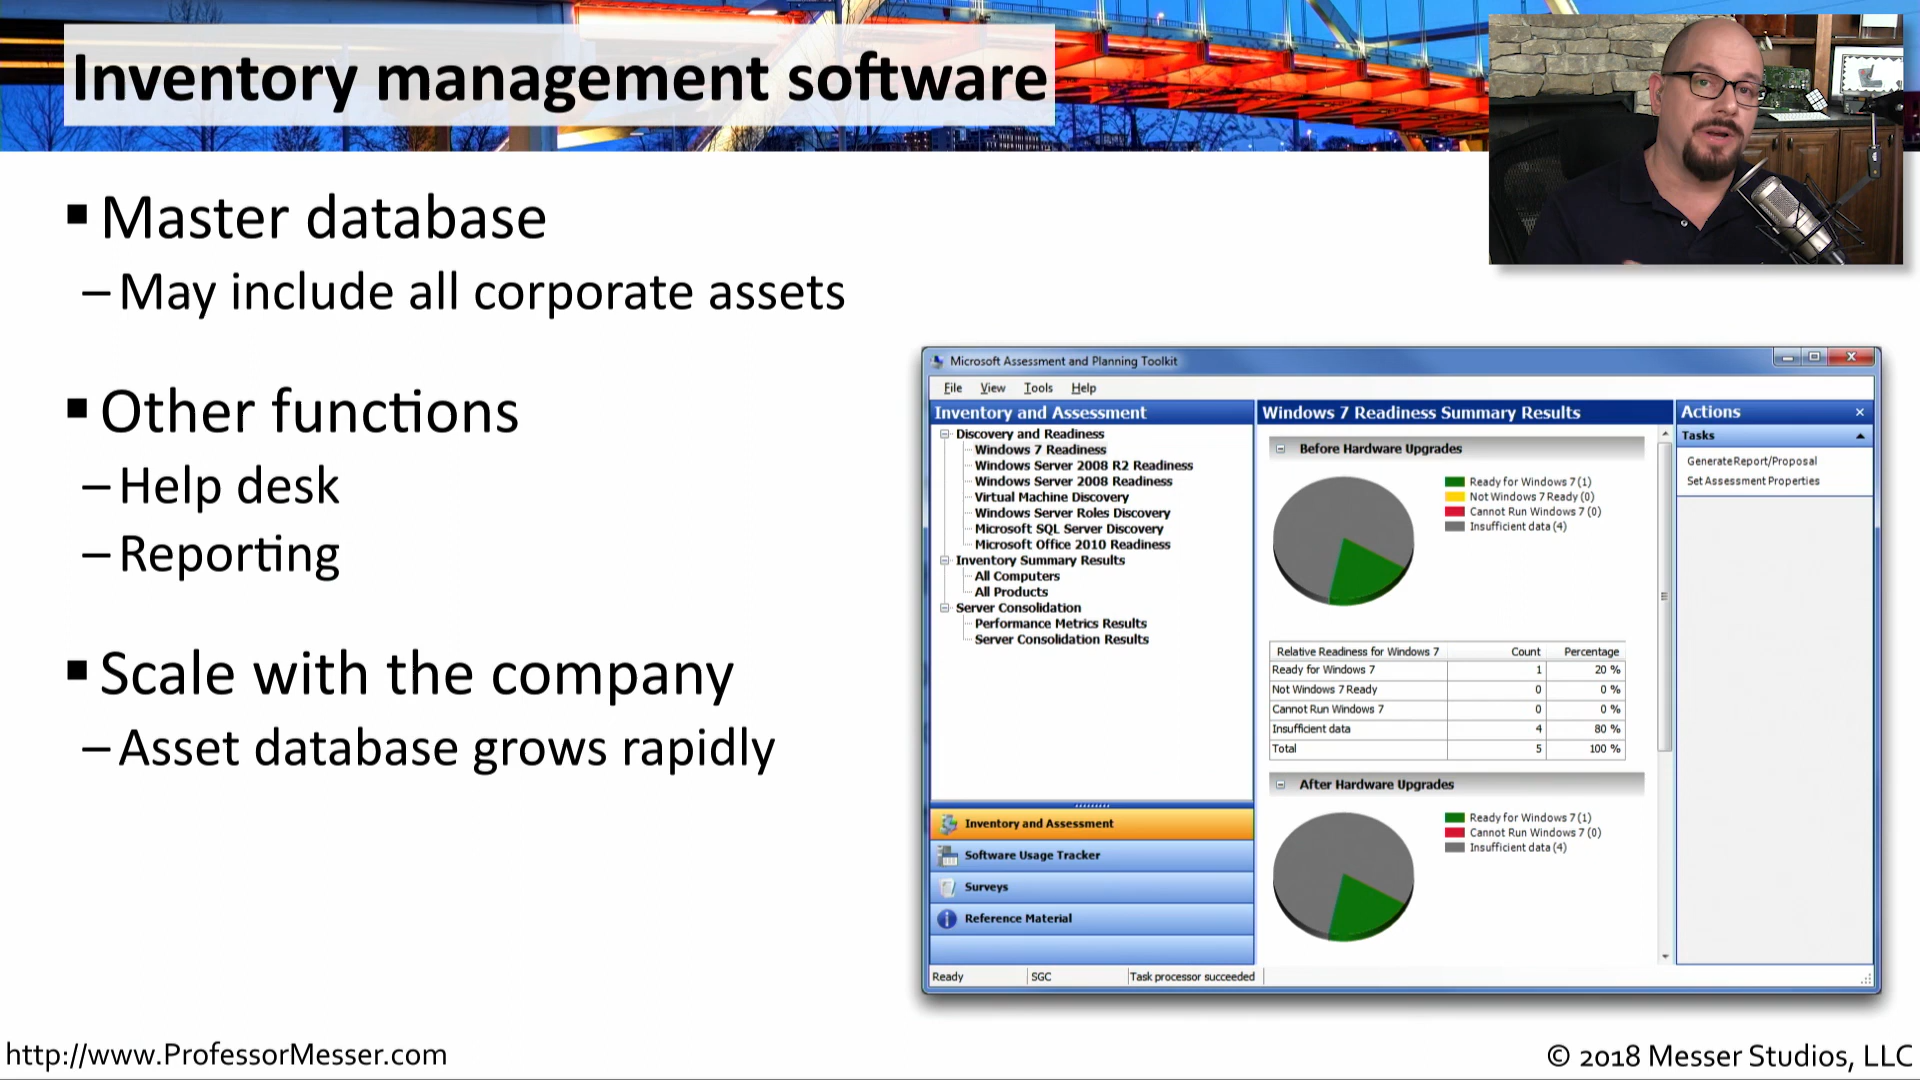 Inventory management software
Master database
–May include all corporate assets
Other functions
–Help desk
–Reporting
Scale with the company
–Asset database grows rapidly
Microsoft Assessment and Planning Toolkit
File View Tools Help
Inventory and Assessment
Discovery and Readiness
Windows 7 Readiness
Windows Server 2008 R2 Readiness
Windows Server 2008 Readiness
Virtual Machine Discovery
Windows Server Roles Discovery
Microsoft SQL Server Discovery
Microsoft Office 2010 Readiness
Inventory Summary Results
All Computers
All Products
Server Consolidation
Performance Metrics Results
Server Consolidation Results
Inventory and Assessment
Software Usage Tracker
Surveys
Reference Material
Windows 7 Readiness Summary Results
Before Hardware Upgrades
Ready for Windows 7 (1)
Not Windows 7 Ready (0)
Cannot Run Windows 7 (0)
Insufficient data (4)
Relative Readiness for Windows 7 Count Percentage
Ready for Windows 7 1 20 %
Not Windows 7 Ready 0 0 %
Cannot Run Windows 7 0 0 %
Insufficient data 4 80 %
Total 5 100 %
After Hardware Upgrades
Ready for Windows 7 (1)
Cannot Run Windows 7 (0)
Insufficient data (4)
Actions
Tasks
Generate Report/Proposal
Set Assessment Properties
Ready SGC Task processor succeeded
http://www.ProfessorMesser.com
© 2018 Messer Studios, LLC